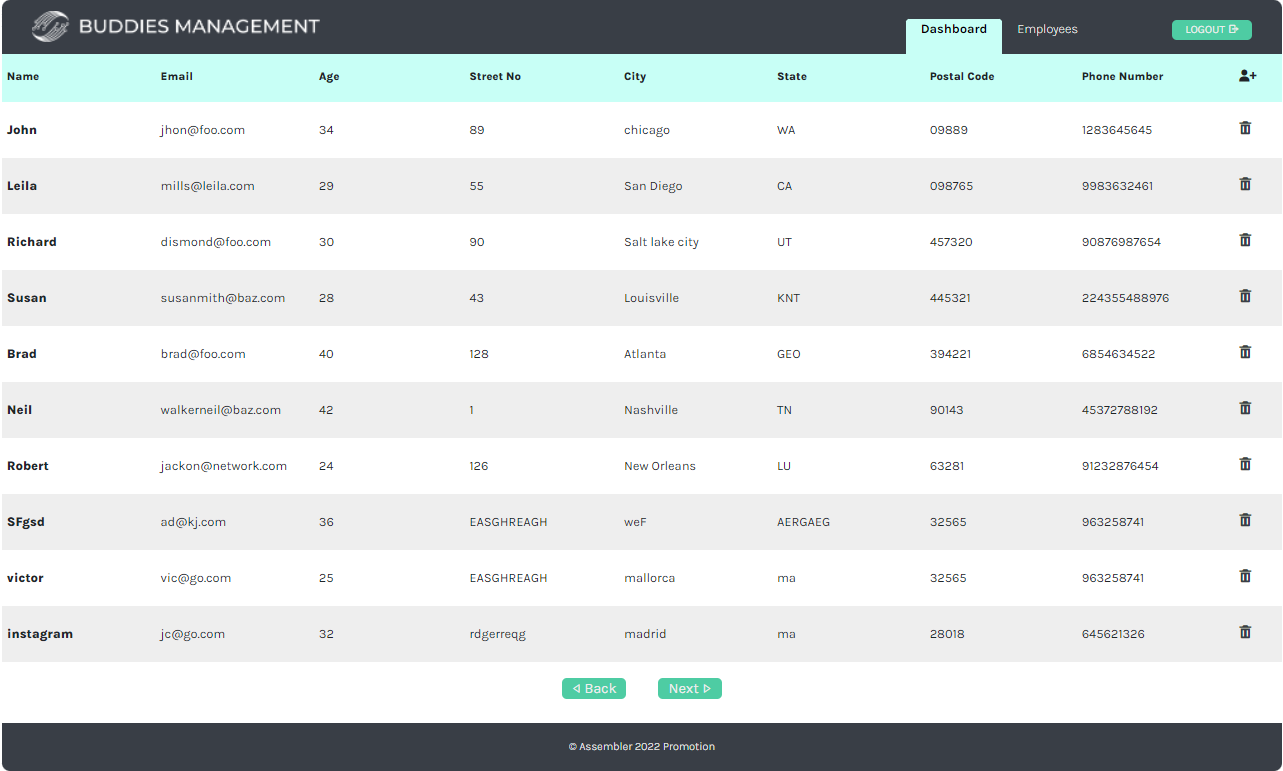 BUDDIES MANAGEMENT Dashboard Employees LOGOUT
Name Email Age Street No City State Postal Code Phone Number
John jhon@foo.com 34 89 chicago WA 09889 1283645645
Leila mills@leila.com 29 55 San Diego CA 098765 9983632461
Richard dismond@foo.com 30 90 Salt lake city UT 457320 90876987654
Susan susanmith@baz.com 28 43 Louisville KNT 445321 224355488976
Brad brad@foo.com 40 128 Atlanta GEO 394221 6854634522
Neil walkerneil@baz.com 42 1 Nashville TN 90143 45372788192
Robert jackon@network.com 24 126 New Orleans LU 63281 91232876454
SFgsd ad@kj.com 36 EASGHREAGH weF AERGAEG 32565 963258741
victor vic@go.com 25 EASGHREAGH mallorca ma 32565 963258741
instagram jc@go.com 32 rdgerreqg madrid ma 28018 645621326
Back Next
© Assembler 2022 Promotion